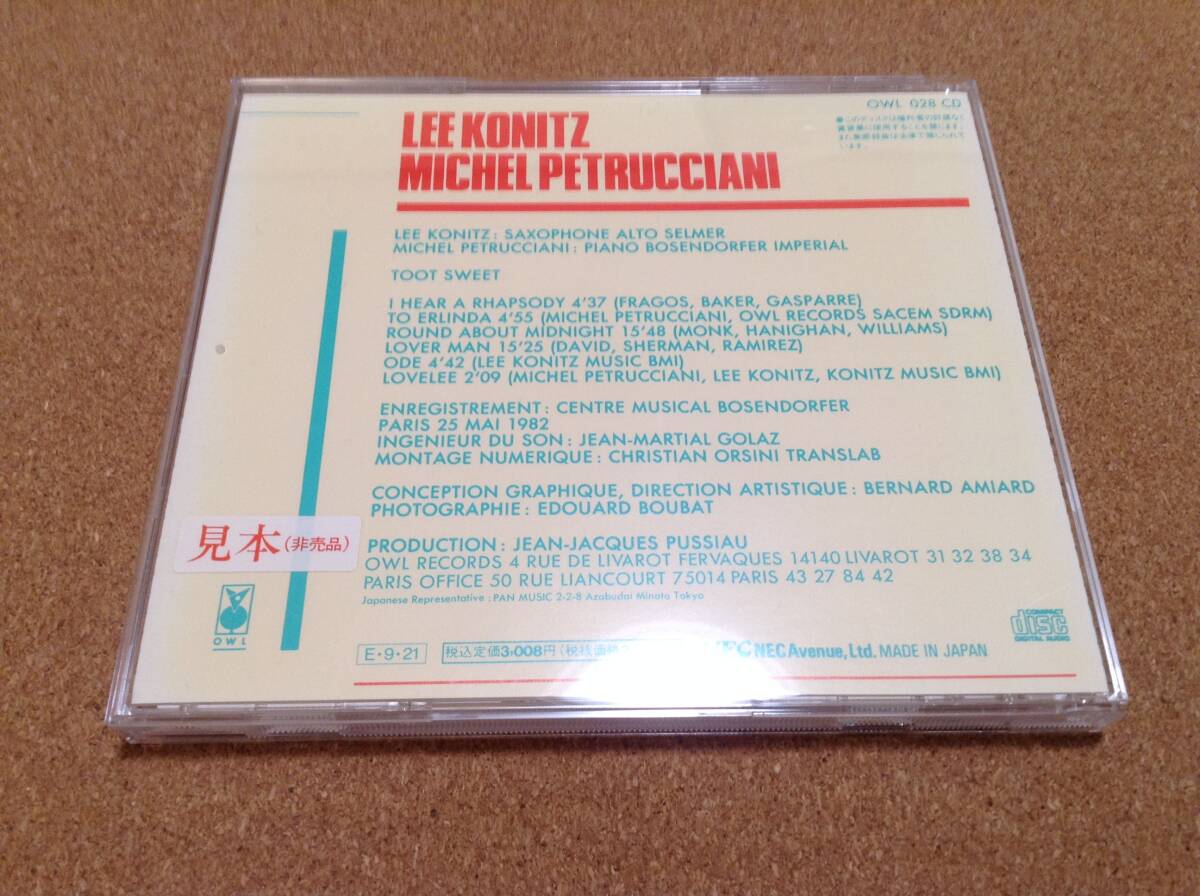 OWL 028 CD
LEE KONITZ
MICHEL PETRUCCIANI
LEE KONITZ : SAXOPHONE ALTO SELMER
MICHEL PETRUCCIANI : PIANO BOSENDORFER IMPERIAL
TOOT SWEET
I HEAR A RHAPSODY 4'37 (FRAGOS, BAKER, GASPARRE)
TO ERLINDA 4'55 (MICHEL PETRUCCIANI, OWL RECORDS SACEM SDRM)
ROUND ABOUT MIDNIGHT 15'48 (MONK, HANIGHAN, WILLIAMS)
LOVER MAN 15'25 (DAVID, SHERMAN, RAMIREZ)
ODE 4'42 (LEE KONITZ MUSIC BMI)
LOVELEE 2'09 (MICHEL PETRUCCIANI, LEE KONITZ, KONITZ MUSIC BMI)
ENREGISTREMENT : CENTRE MUSICAL BOSENDORFER
PARIS 25 MAI 1982
INGENIEUR DU SON : JEAN-MARTIAL GOLAZ
MONTAGE NUMERIQUE : CHRISTIAN ORSINI TRANSLAB
CONCEPTION GRAPHIQUE, DIRECTION ARTISTIQUE : BERNARD AMIARD
PHOTOGRAPHIE : EDOUARD BOUBAT
見本(非売品)
PRODUCTION : JEAN-JACQUES PUSSIAU
OWL RECORDS 4 RUE DE LIVAROT FERVAQUES 14140 LIVAROT 31 32 38 34
PARIS OFFICE 50 RUE LIANCOURT 75014 PARIS 43 27 84 42
Japanese Representative : PAN MUSIC 2-2-8 Azabudai Minato Tokyo
OWL
COMPACT
disc
DIGITAL AUDIO
E・9・21
税込定価3,008円(税抜価格
NEC Avenue, Ltd. MADE IN JAPAN